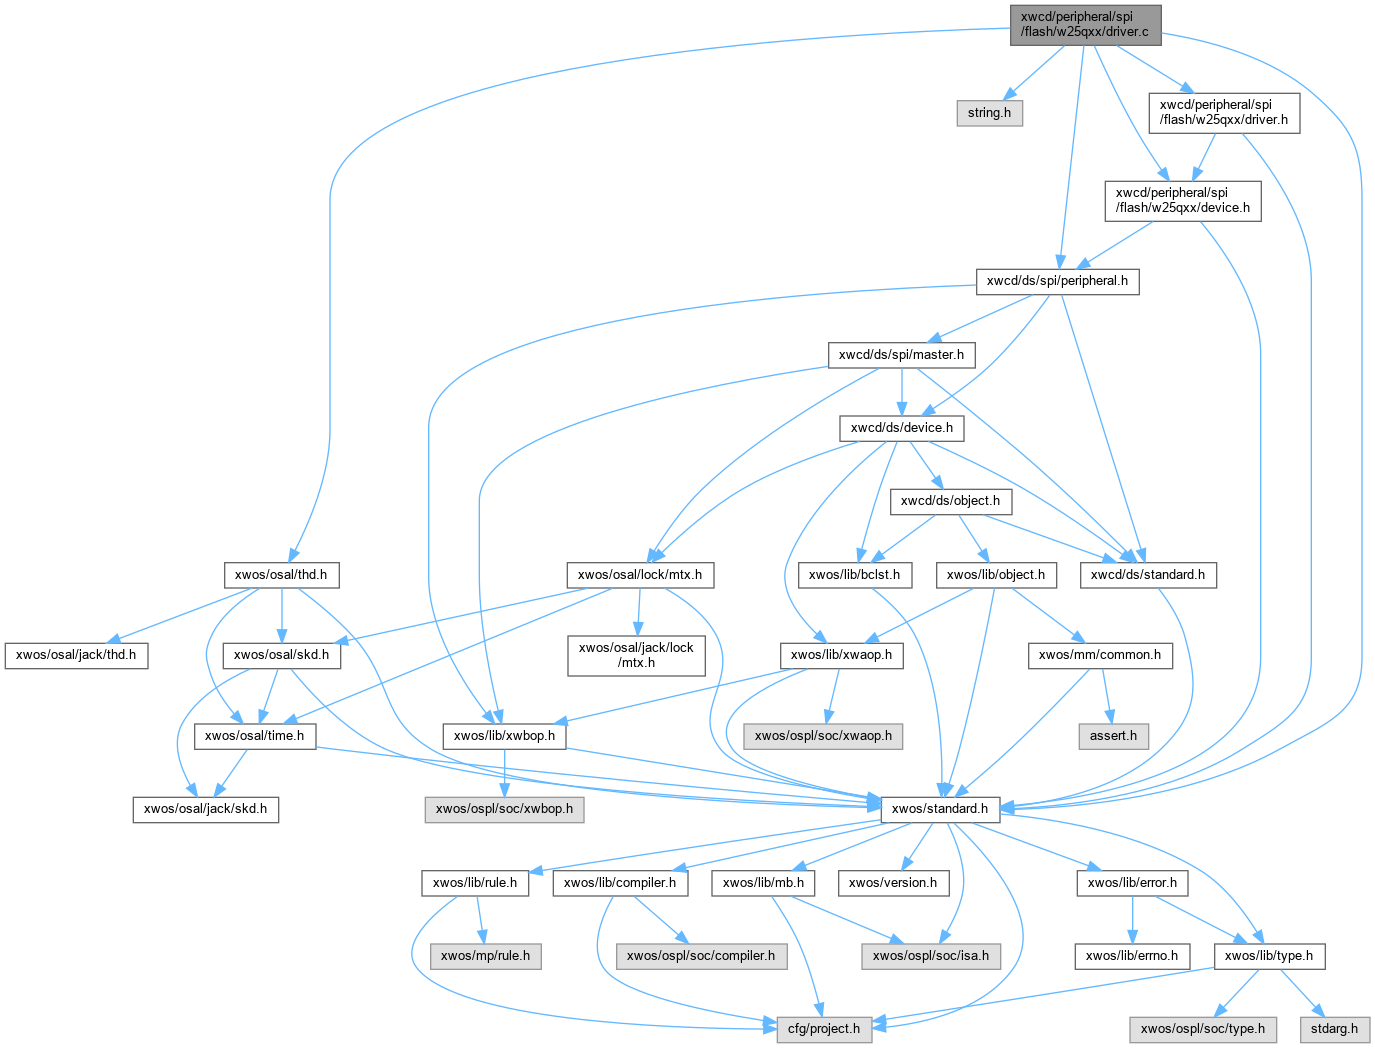 xwcd/peripheral/spi
/flash/w25qxx/driver.c
string.h
xwcd/peripheral/spi
/flash/w25qxx/driver.h
xwcd/peripheral/spi
/flash/w25qxx/device.h
xwcd/ds/spi/peripheral.h
xwcd/ds/spi/master.h
xwcd/ds/device.h
xwcd/ds/object.h
xwos/osal/thd.h
xwos/osal/lock/mtx.h
xwos/lib/bclst.h
xwos/lib/object.h
xwcd/ds/standard.h
xwos/osal/jack/thd.h
xwos/osal/skd.h
xwos/osal/jack/lock
/mtx.h
xwos/lib/xwaop.h
xwos/mm/common.h
xwos/osal/time.h
xwos/lib/xwbop.h
xwos/ospl/soc/xwaop.h
assert.h
xwos/osal/jack/skd.h
xwos/ospl/soc/xwbop.h
xwos/standard.h
xwos/lib/rule.h
xwos/lib/compiler.h
xwos/lib/mb.h
xwos/version.h
xwos/lib/error.h
xwos/mp/rule.h
xwos/ospl/soc/compiler.h
xwos/ospl/soc/isa.h
xwos/lib/errno.h
xwos/lib/type.h
cfg/project.h
xwos/ospl/soc/type.h
stdarg.h